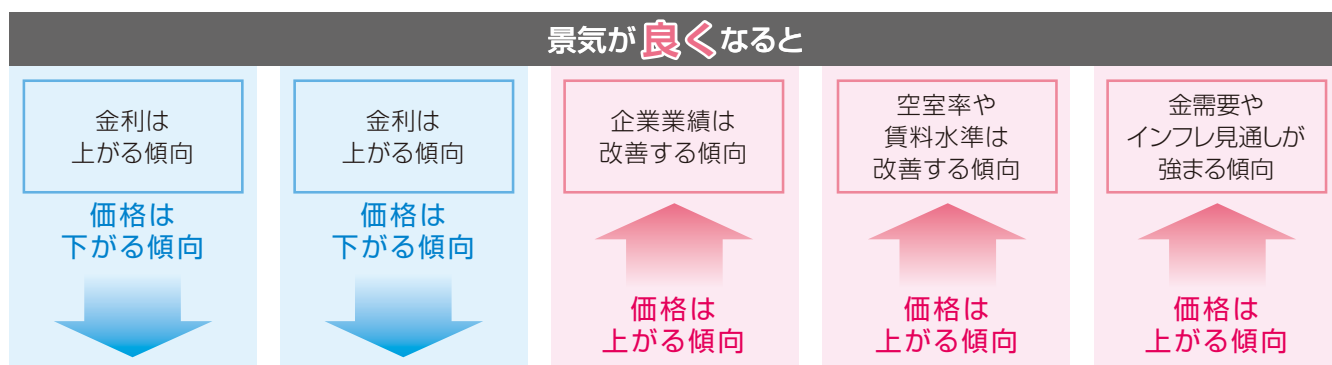 景気が良くなると
金利は
上がる傾向
価格は
下がる傾向
金利は
上がる傾向
価格は
下がる傾向
企業業績は
改善する傾向
価格は
上がる傾向
空室率や
賃料水準は
改善する傾向
価格は
上がる傾向
金需要や
インフレ見通しが
強まる傾向
価格は
上がる傾向